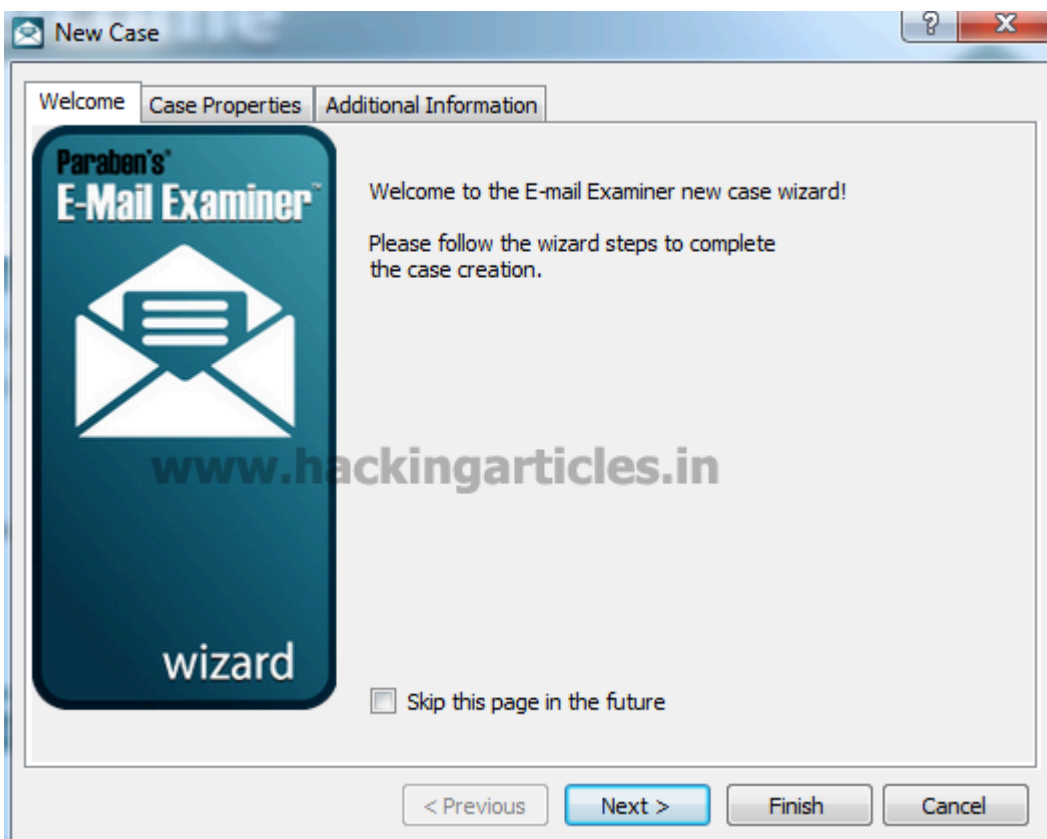 New Case
?
X
Welcome
Case Properties
Additional Information
Paraben's®
E-Mail Examiner™
Welcome to the E-mail Examiner new case wizard!
Please follow the wizard steps to complete
the case creation.
www.hackingarticles.in
wizard
Skip this page in the future
< Previous
Next >
Finish
Cancel